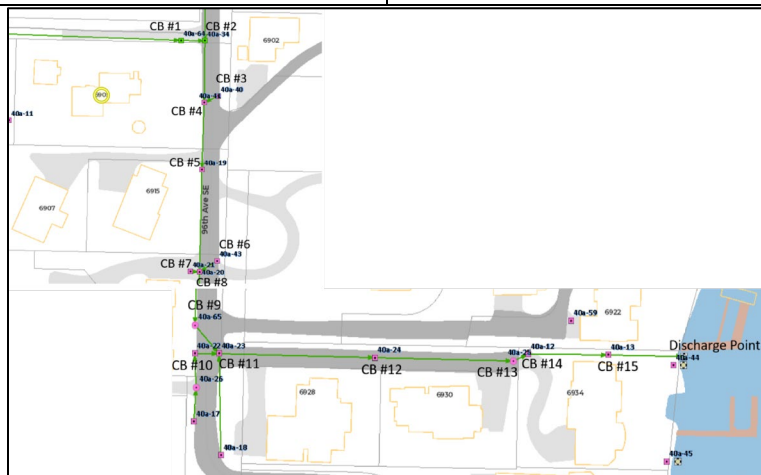 CB #1
CB #2
40a-64
40a-34
6902
CB #3
40a-40
CB #4
40a-11
CB #5
40a-19
96th Ave SE
6907
6915
CB #6
40a-43
CB #7
40a-21
40a-20
CB #8
CB #9
40a-65
40a-59
6922
40a-22
40a-23
CB #10
CB #11
40a-24
CB #12
CB #13
40a-12
CB #14
40a-13
CB #15
Discharge Point
40a-44
40a-26
6928
6930
6934
40a-17
40a-18
40a-45